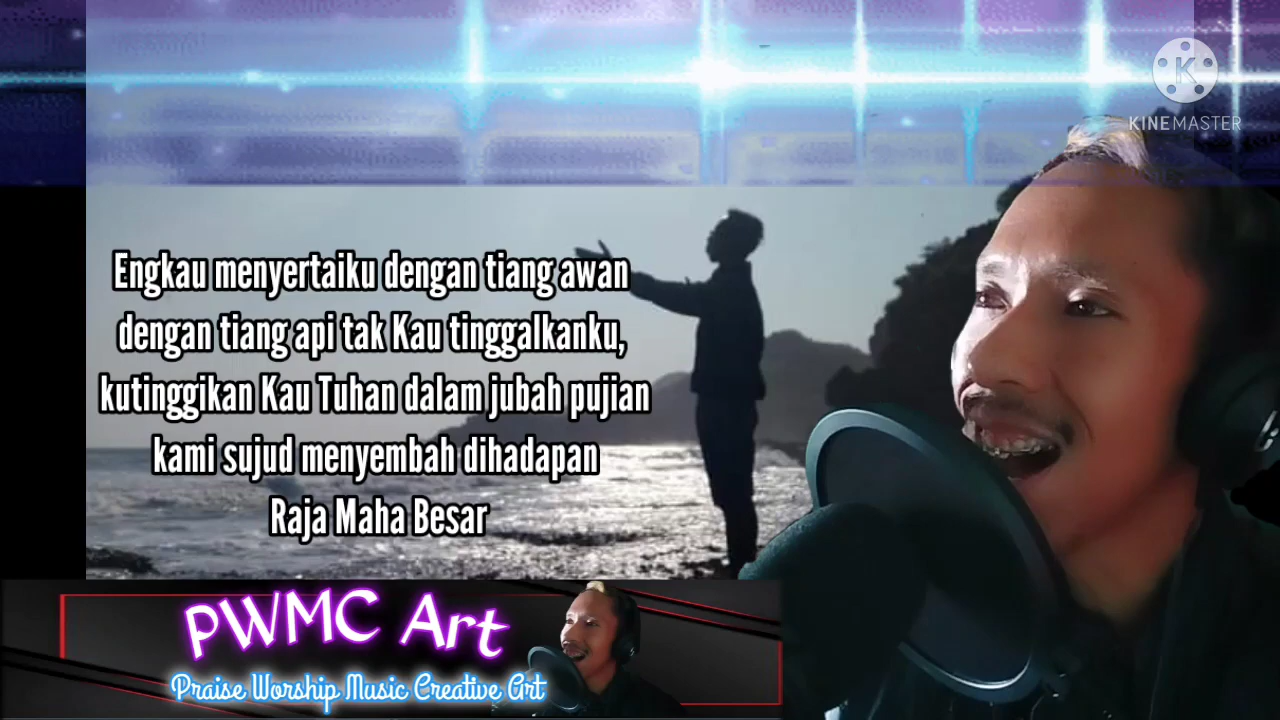 KINEMASTER
Engkau menyertaiku dengan tiang awan
dengan tiang api tak Kau tinggalkanku,
kutinggikan Kau Tuhan dalam jubah pujian
kami sujud menyembah dihadapan
Raja Maha Besar
PWMC Art
Praise Worship Music Creative Art